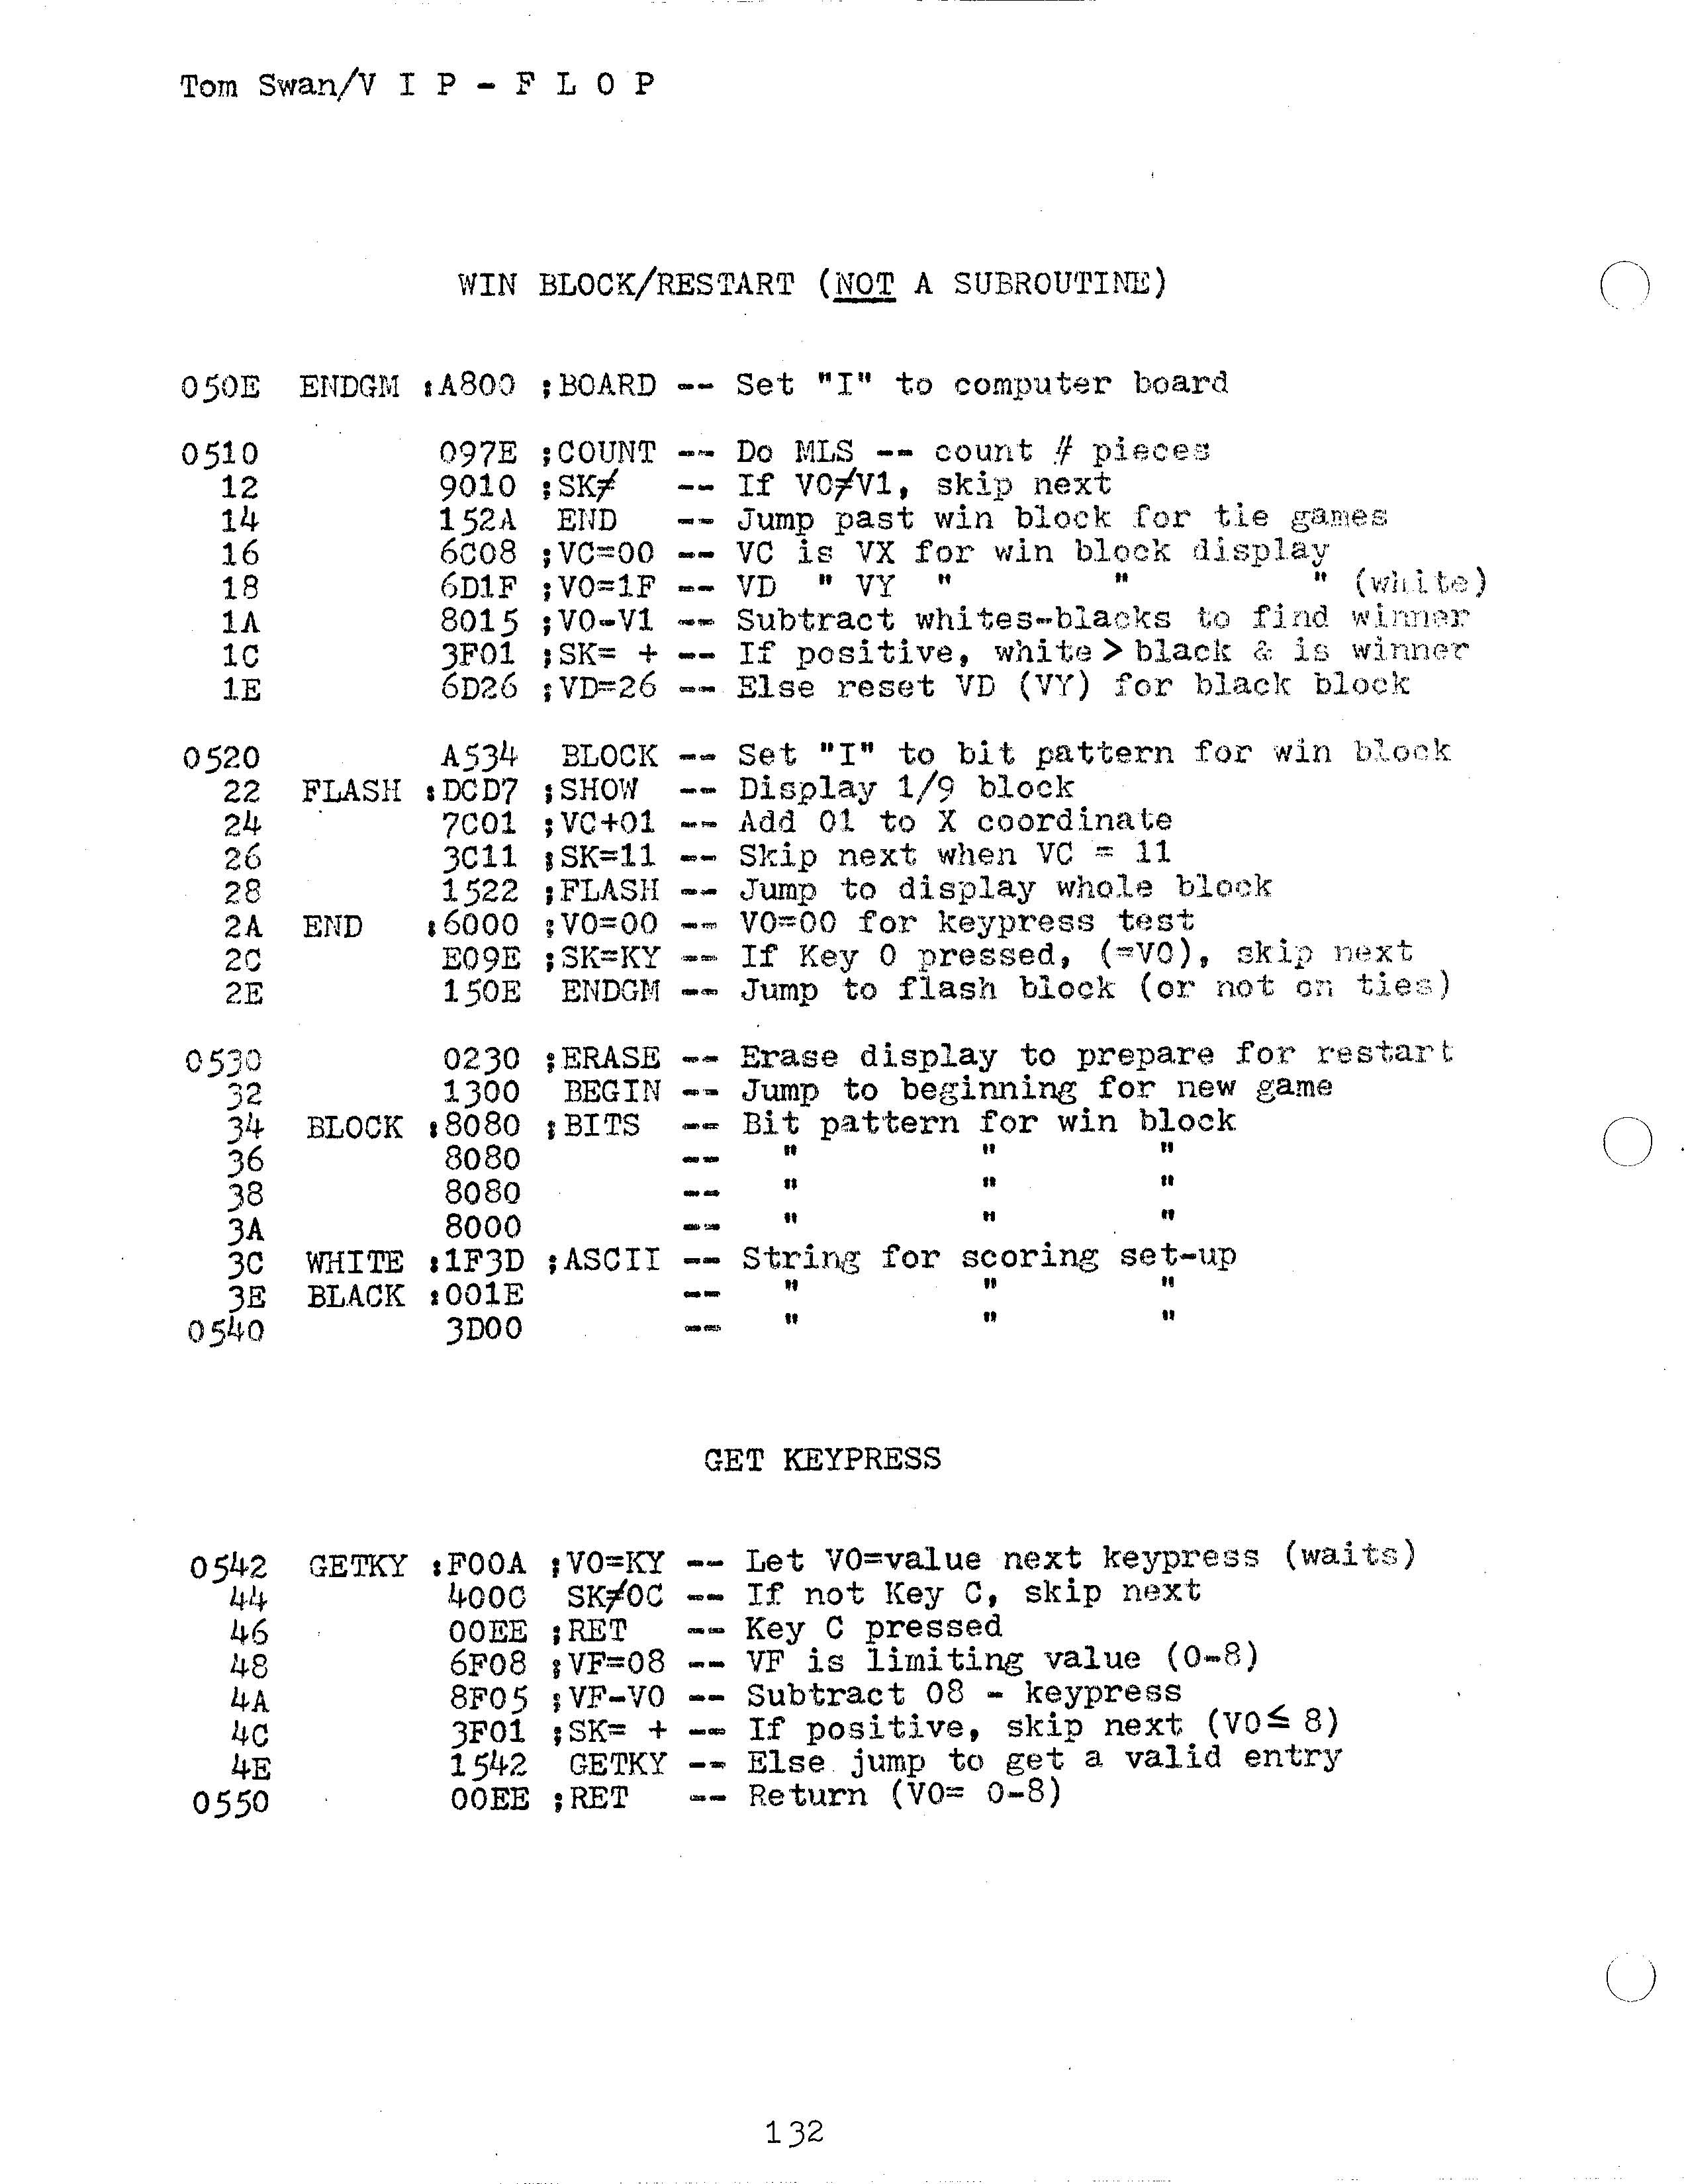 Tom Swan/V I P - F L O P
WIN BLOCK/RESTART (NOT A SUBROUTINE)
050E ENDGM :A800 ;BOARD -- Set "I" to computer board
0510 097E ;COUNT -- Do MLS -- count # pieces
12 9010 ;SK≠ -- If V0≠V1, skip next
14 152A END -- Jump past win block for tie games
16 6C08 ;VC=00 -- VC is VX for win block display
18 6D1F ;V0=1F -- VD " VY " " " (white)
1A 8015 ;V0-V1 -- Subtract whites-blacks to find winner
1C 3F01 ;SK= + -- If positive, white > black & is winner
1E 6D26 ;VD=26 -- Else reset VD (VY) for black block
0520 A534 BLOCK -- Set "I" to bit pattern for win block
22 FLASH :DCD7 ;SHOW -- Display 1/9 block
24 7C01 ;VC+01 -- Add 01 to X coordinate
26 3C11 ;SK=11 -- Skip next when VC = 11
28 1522 ;FLASH -- Jump to display whole block
2A END :6000 ;V0=00 -- V0=00 for keypress test
2C E09E ;SK=KY -- If Key 0 pressed, (=V0), skip next
2E 150E ENDGM -- Jump to flash block (or not on ties)
0530 0230 ;ERASE -- Erase display to prepare for restart
32 1300 BEGIN -- Jump to beginning for new game
34 BLOCK :8080 ;BITS -- Bit pattern for win block
36 8080 -- " " "
38 8080 -- " " "
3A 8000 -- " " "
3C WHITE :1F3D ;ASCII -- String for scoring set-up
3E BLACK :001E -- " " "
0540 3D00 -- " " "
GET KEYPRESS
0542 GETKY :F00A ;V0=KY -- Let V0=value next keypress (waits)
44 400C SK≠0C -- If not Key C, skip next
46 00EE ;RET -- Key C pressed
48 6F08 ;VF=08 -- VF is limiting value (0-8)
4A 8F05 ;VF-V0 -- Subtract 08 - keypress
4C 3F01 ;SK= + -- If positive, skip next (V0≤ 8)
4E 1542 GETKY -- Else jump to get a valid entry
0550 00EE ;RET -- Return (V0= 0-8)
132